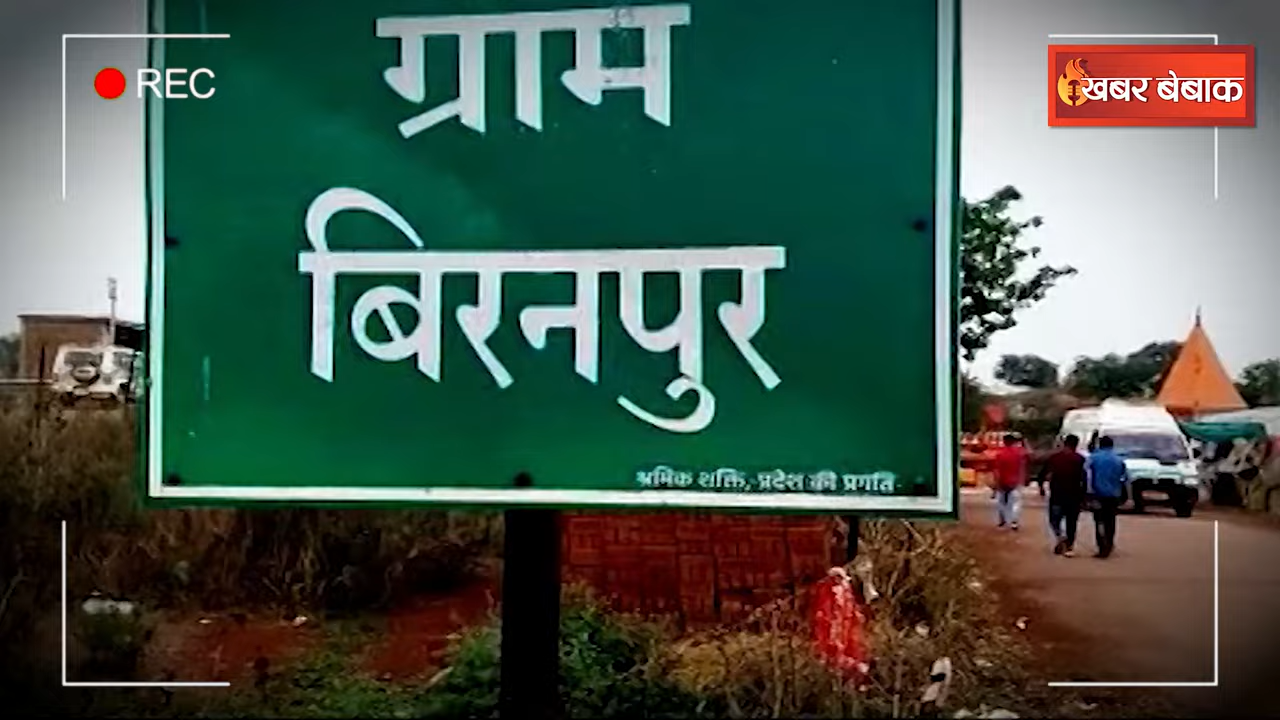 REC
खबर बेबाक
ग्राम
बिरनपुर
श्रमिक शक्ति, प्रदेश की प्रगति